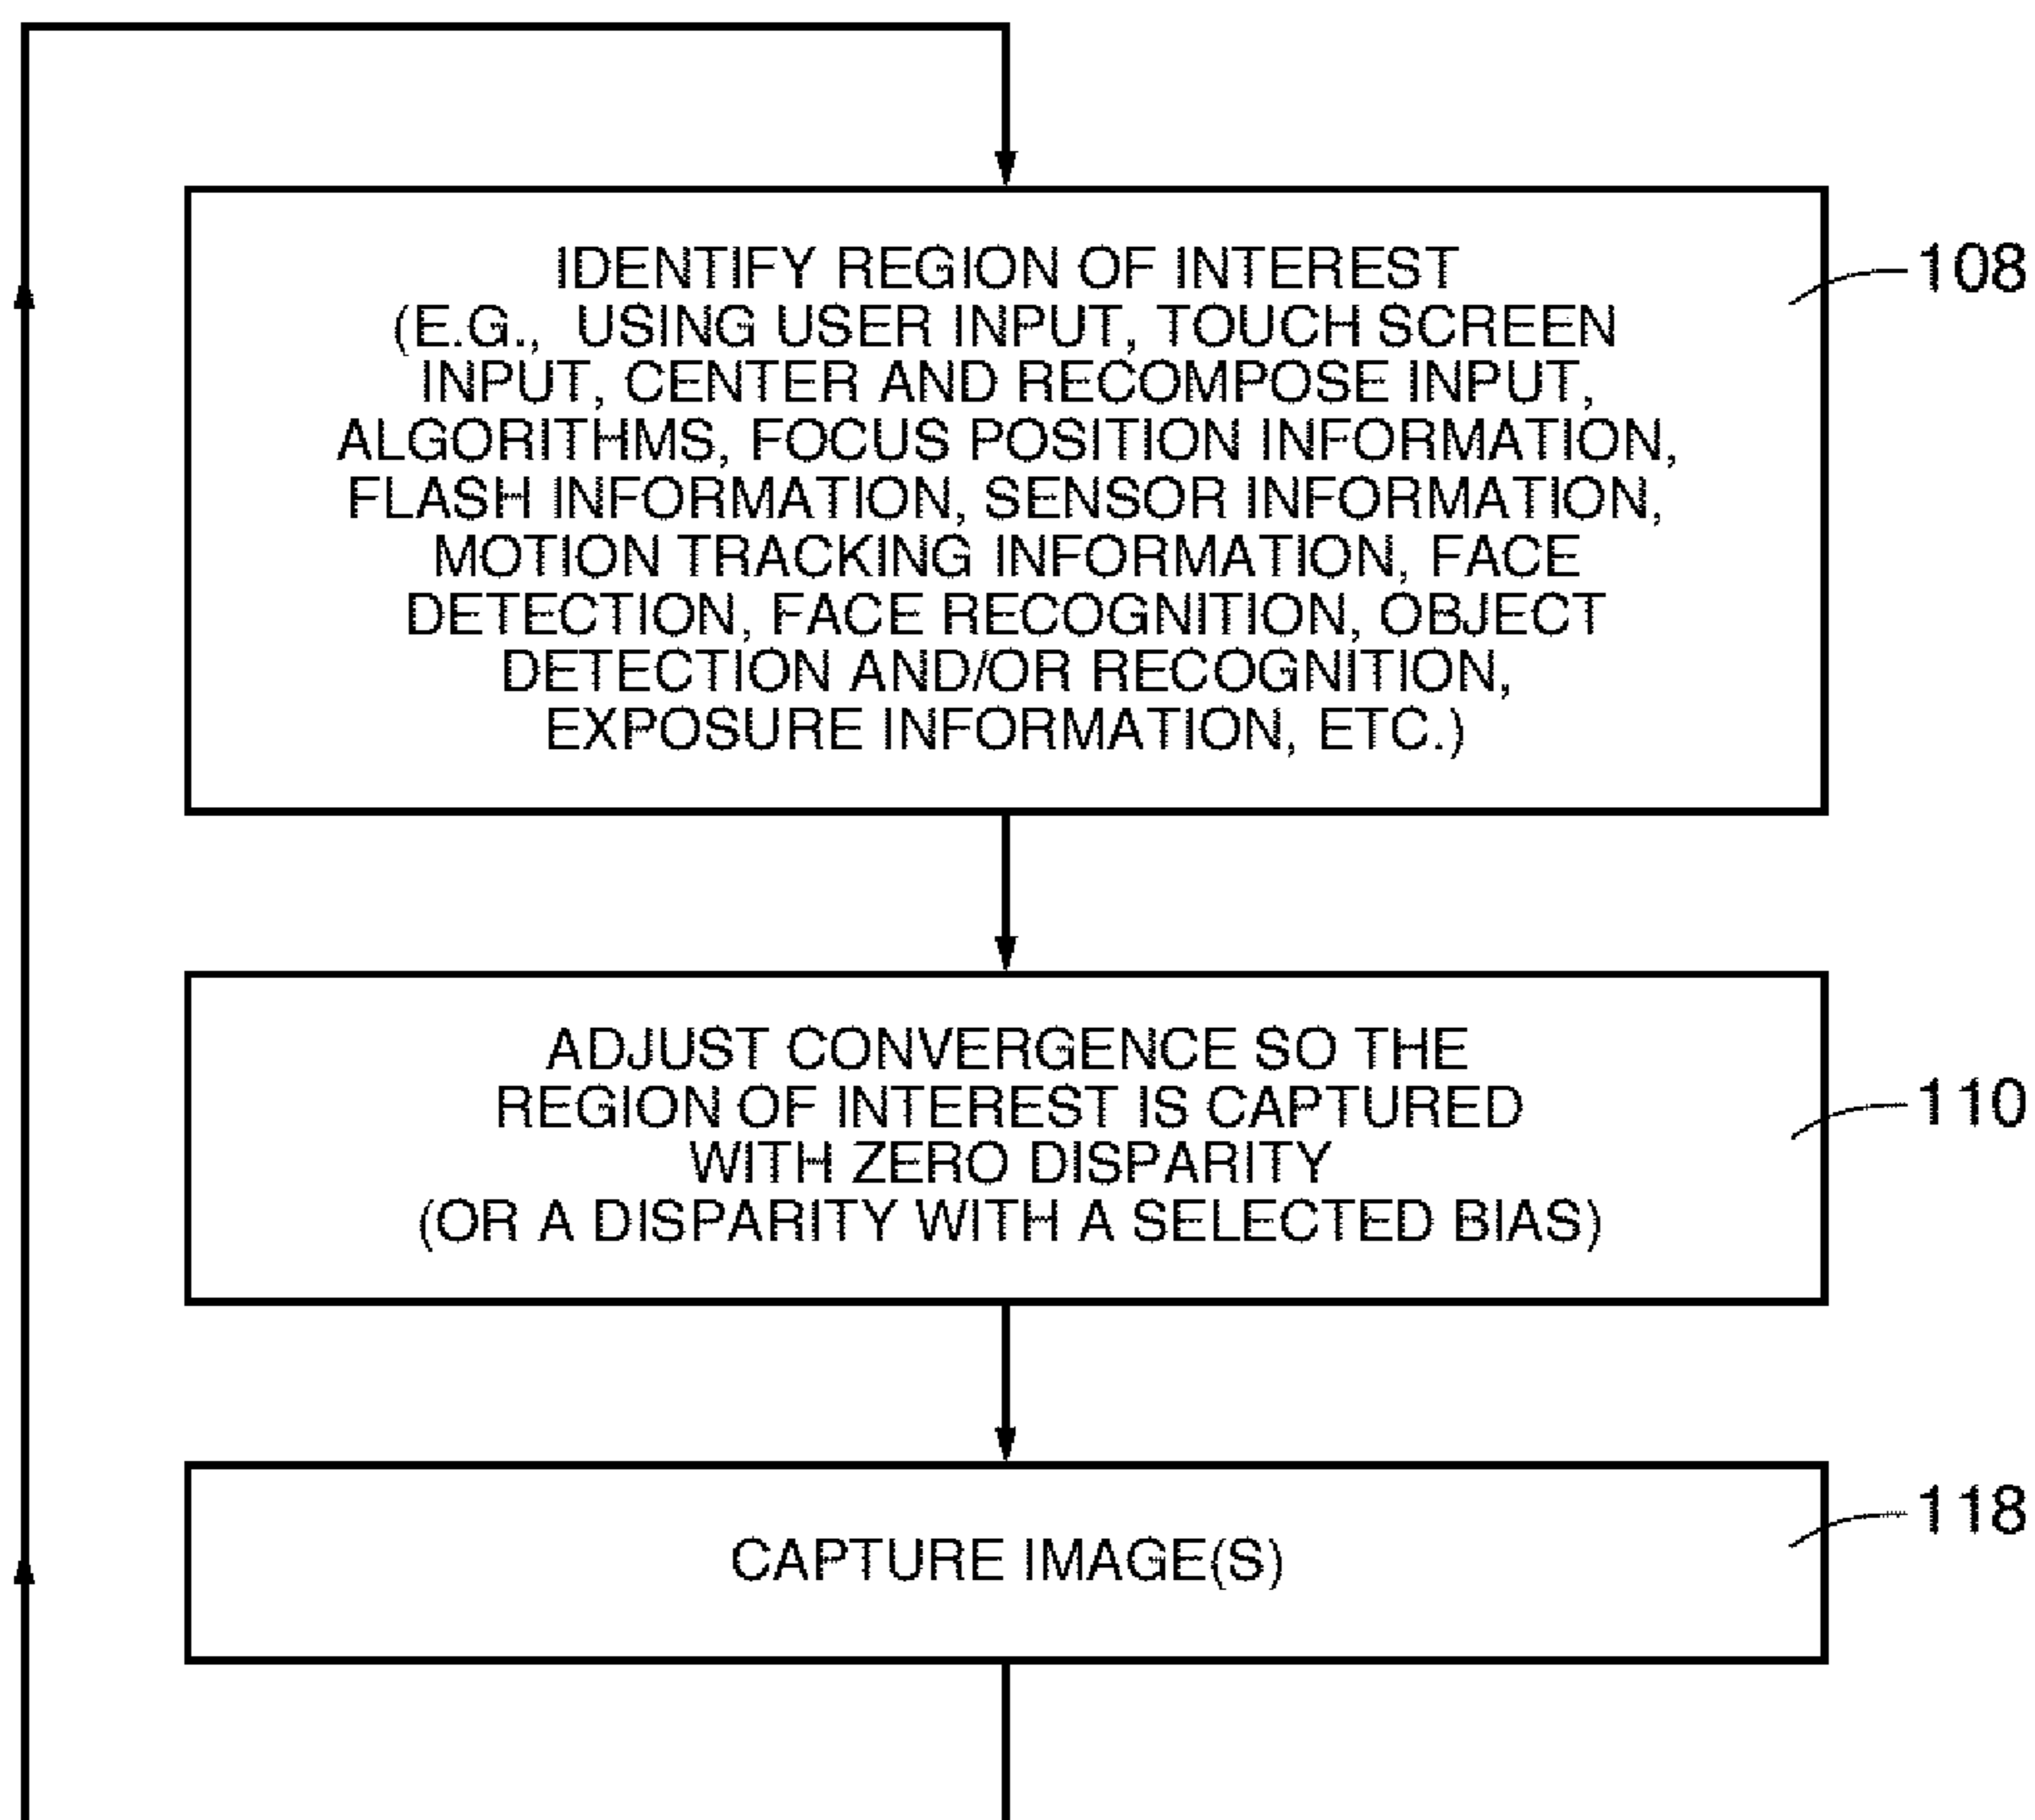 IDENTIFY REGION OF INTEREST
(E.G., USING USER INPUT, TOUCH SCREEN
INPUT, CENTER AND RECOMPOSE INPUT,
ALGORITHMS, FOCUS POSITION INFORMATION,
FLASH INFORMATION, SENSOR INFORMATION,
MOTION TRACKING INFORMATION, FACE
DETECTION, FACE RECOGNITION, OBJECT
DETECTION AND/OR RECOGNITION,
EXPOSURE INFORMATION, ETC.)
108
ADJUST CONVERGENCE SO THE
REGION OF INTEREST IS CAPTURED
WITH ZERO DISPARITY
(OR A DISPARITY WITH A SELECTED BIAS)
110
CAPTURE IMAGE(S)
118